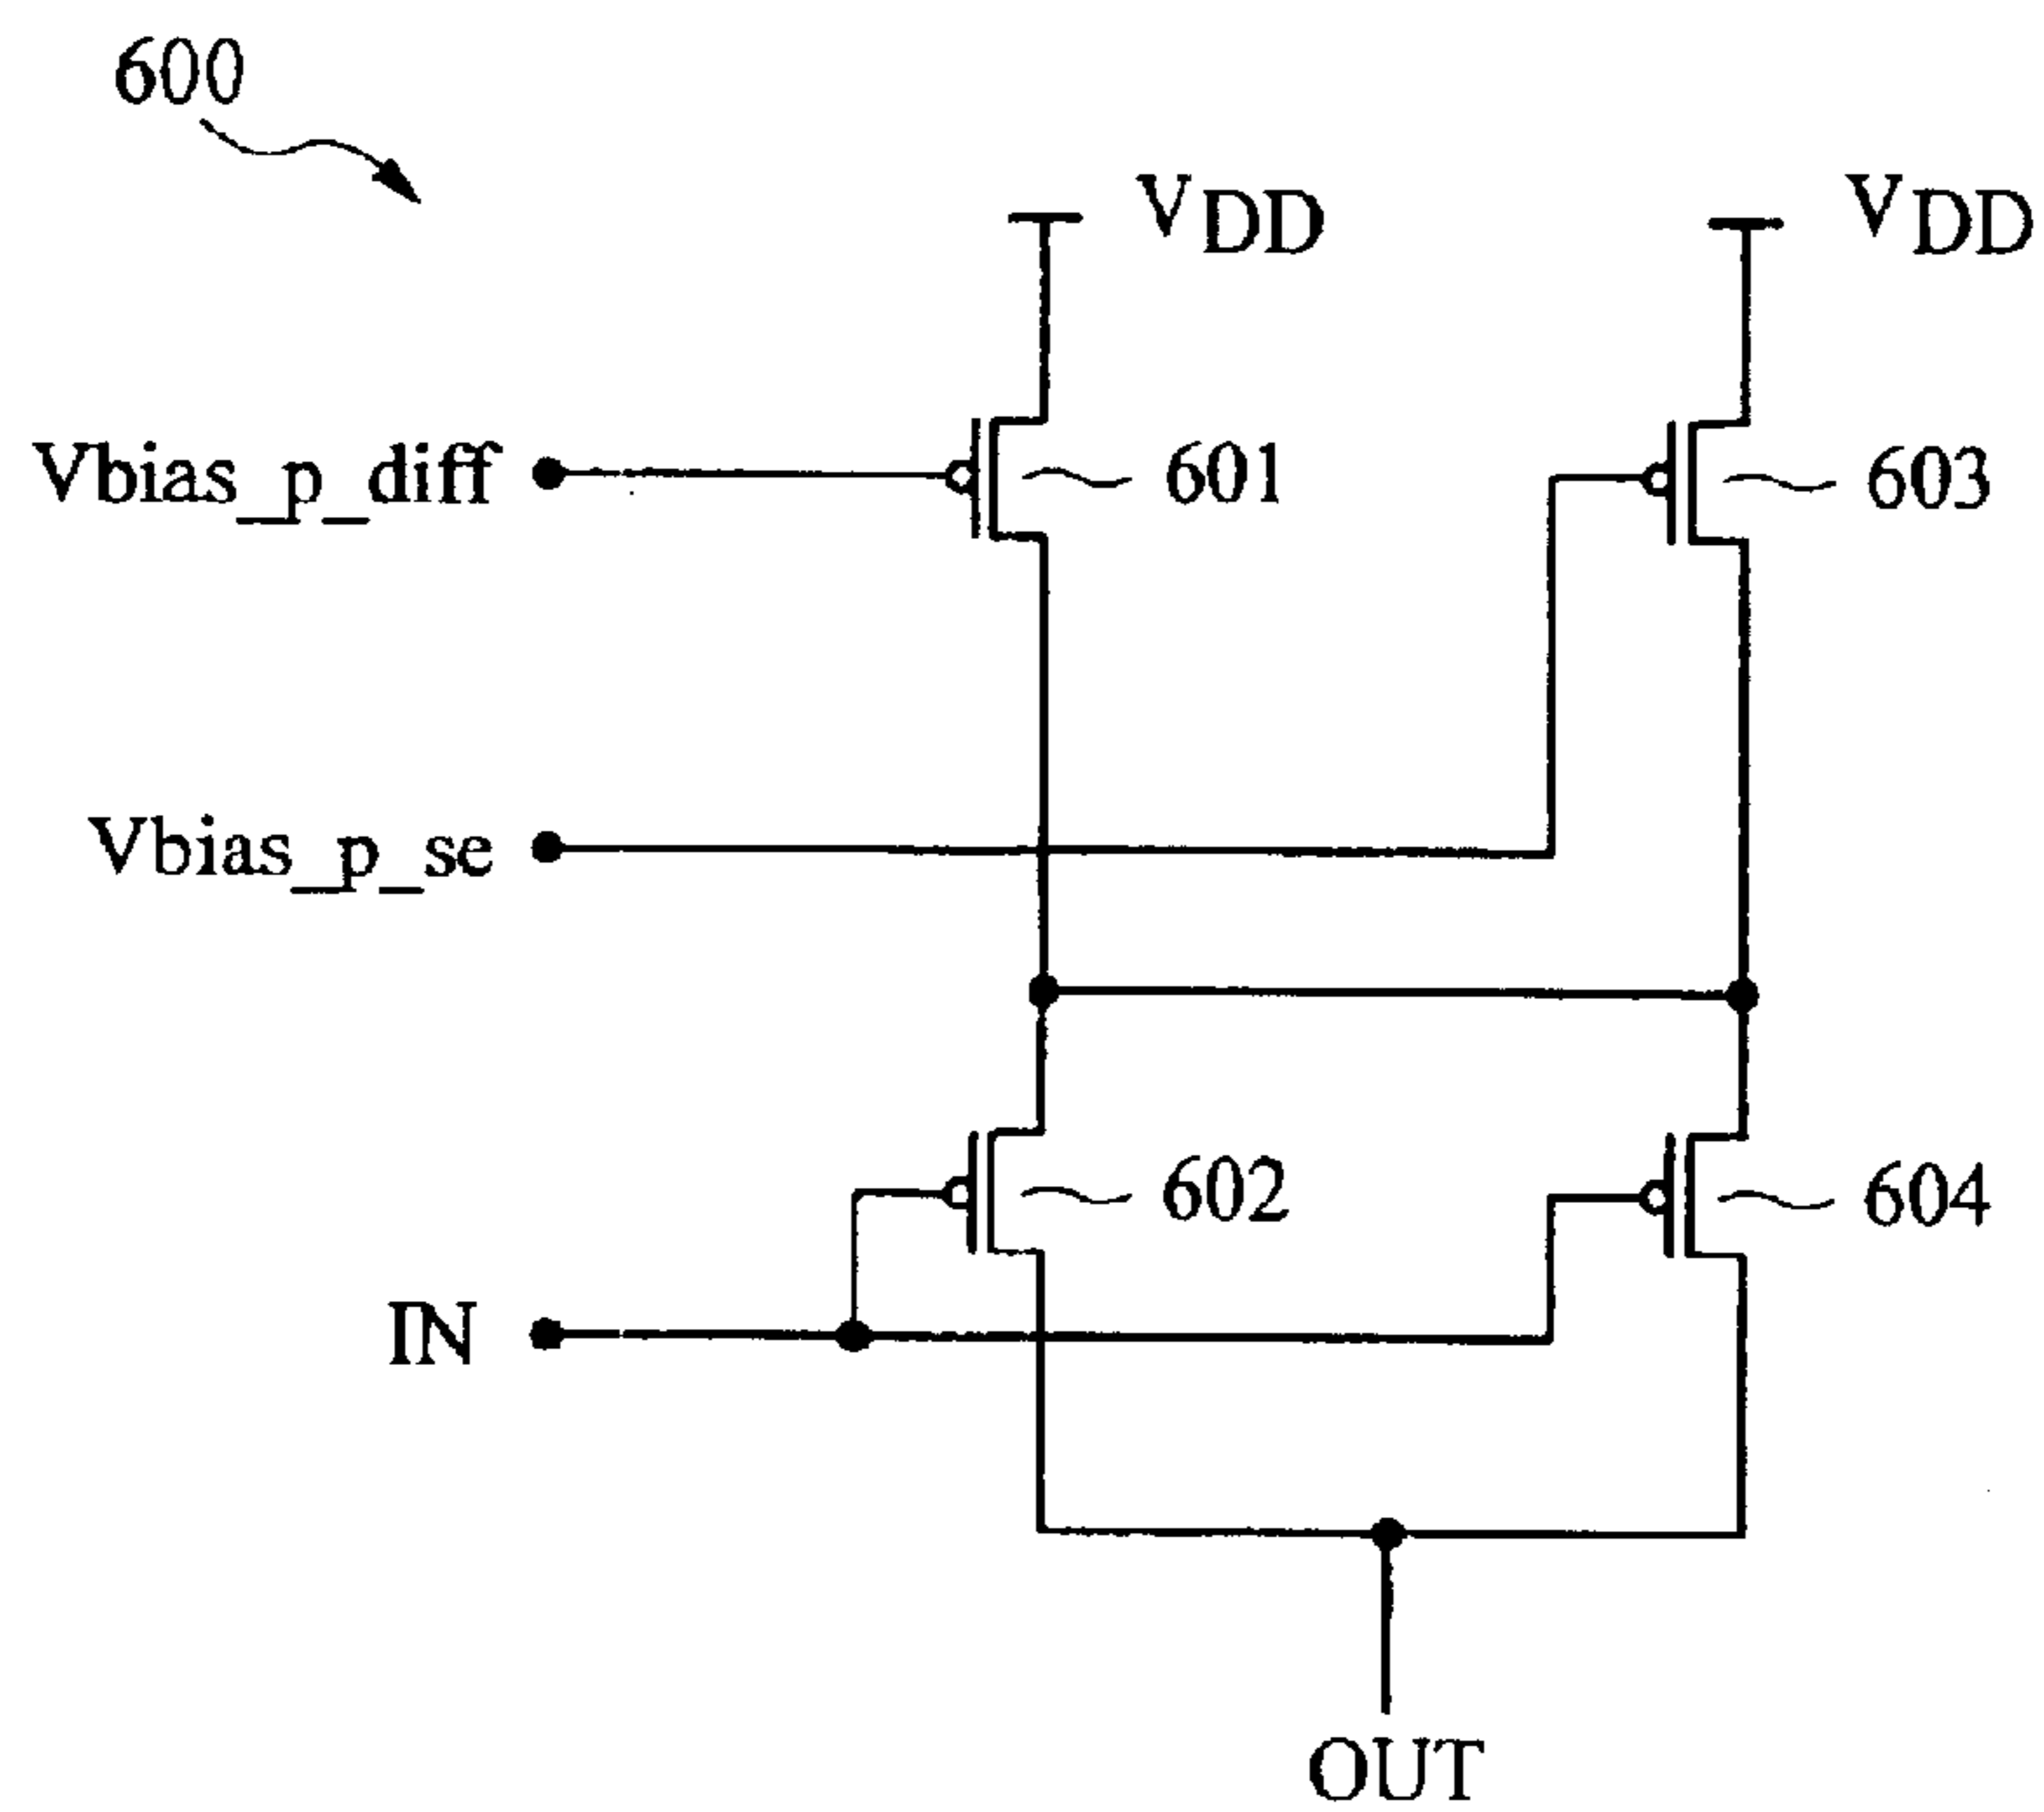 600
VDD
VDD
Vbias_p_diff
601
603
Vbias_p_se
602
604
IN
OUT